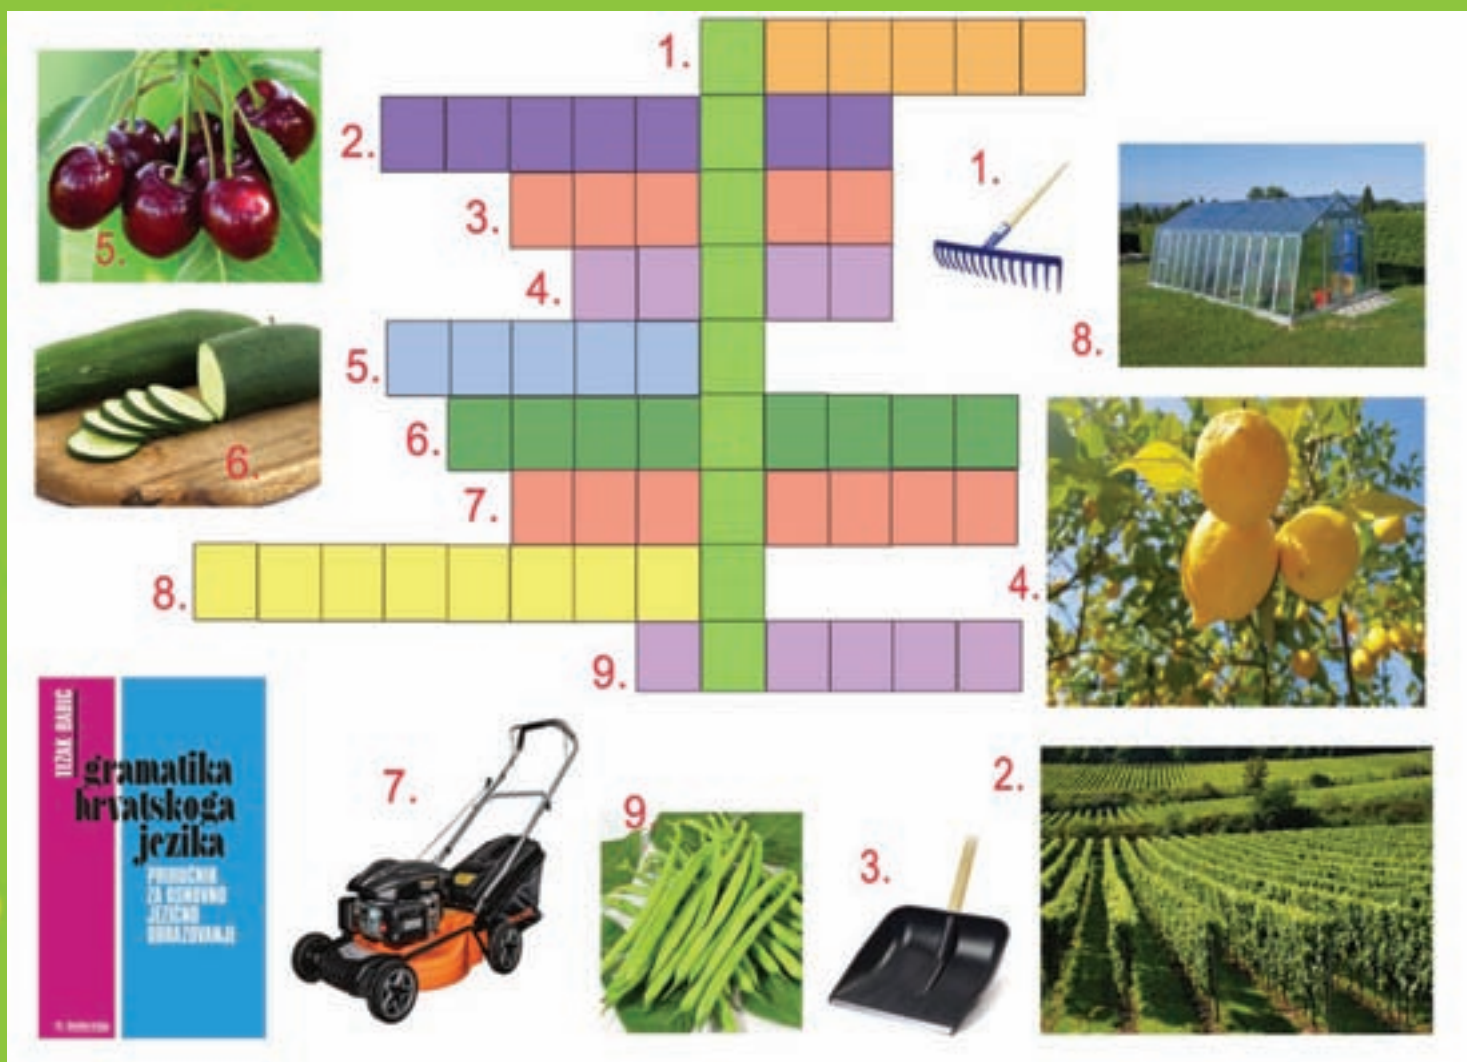 1.
2.
3.
4.
5.
6.
7.
8.
9.
5.
6.
1.
8.
4.
2.
7.
9
3.
TEŽAK BABIĆ
gramatika
hrvatskoga
jezika
PRIRUČNIK
ZA OSNOVNO
JEZIČNO
OBRAZOVANJE